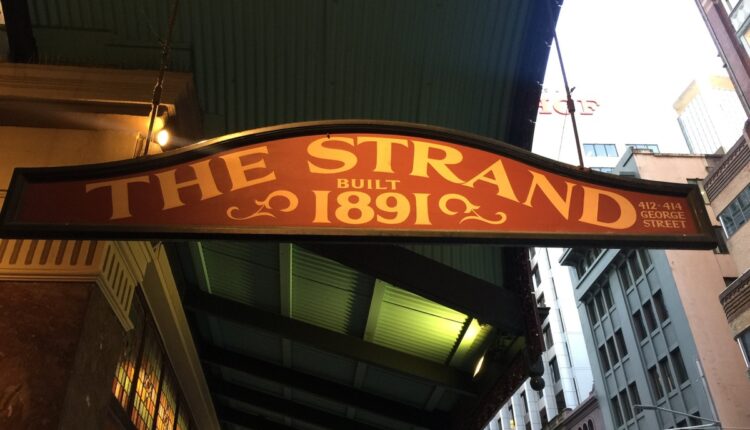 THE STRAND
BUILT
1891
412-414
GEORGE
STREET